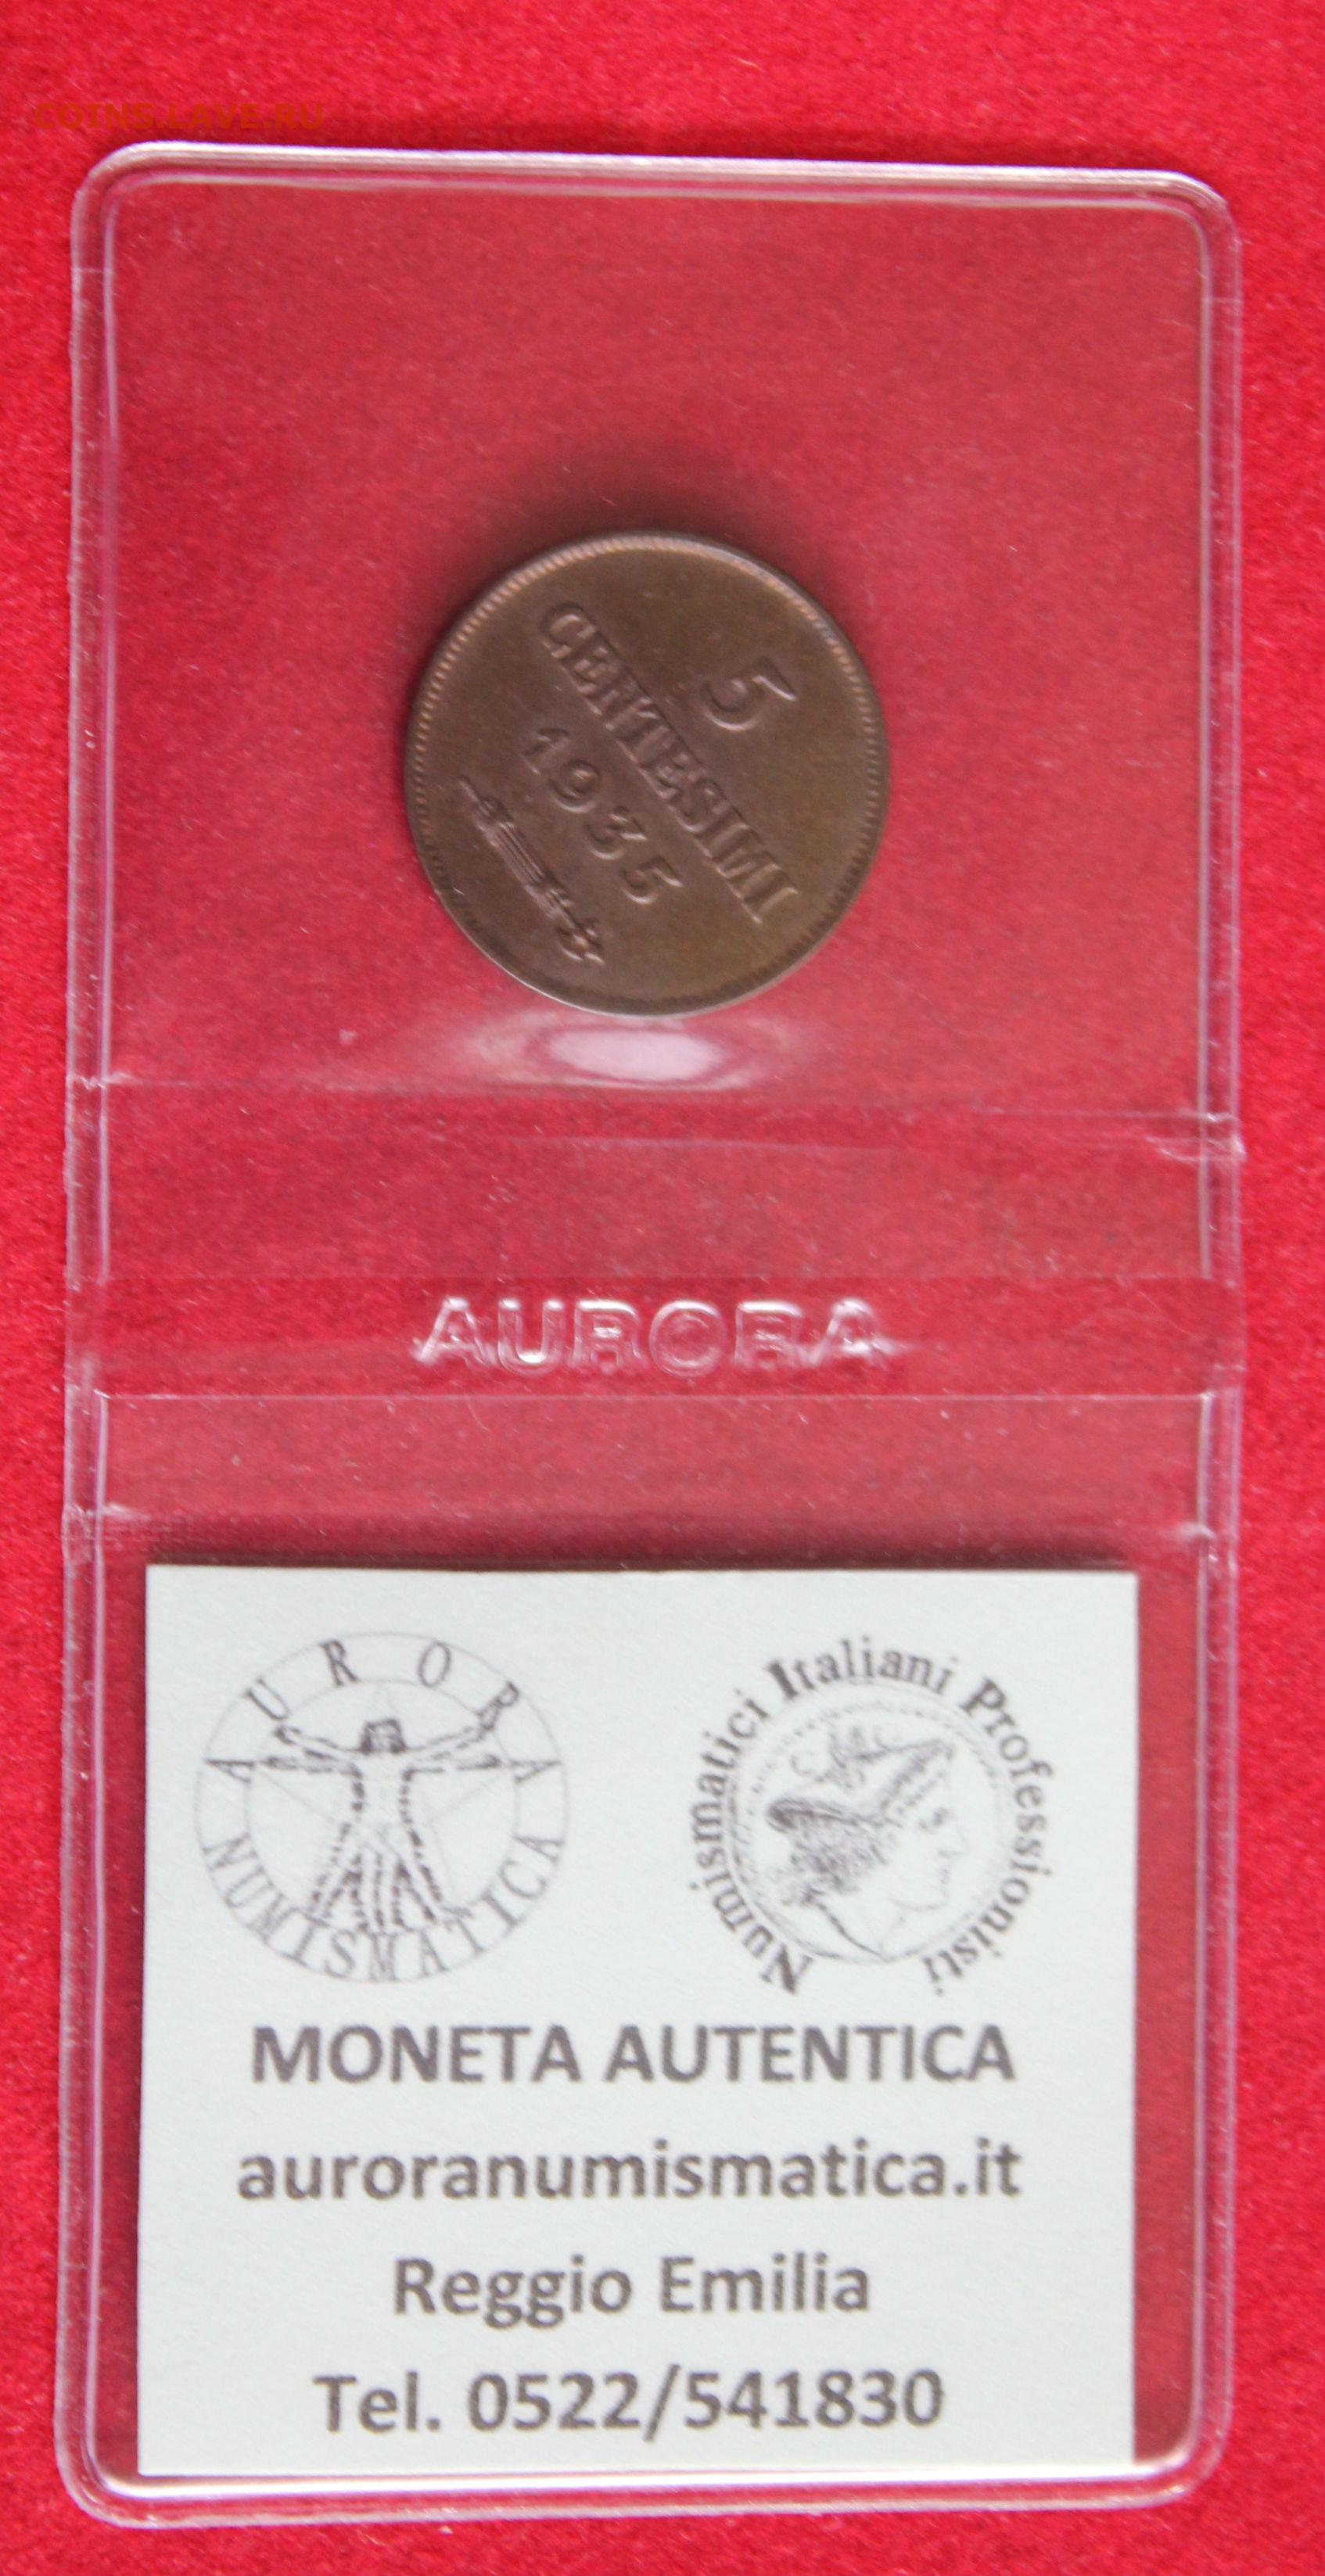 COINS.LAVE.RU
5
CENTESIMI
1935
AURORA
AURORA NUMISMATICA
Numismatici Italiani Professionisti
MONETA AUTENTICA
auroranumismatica.it
Reggio Emilia
Tel. 0522/541830